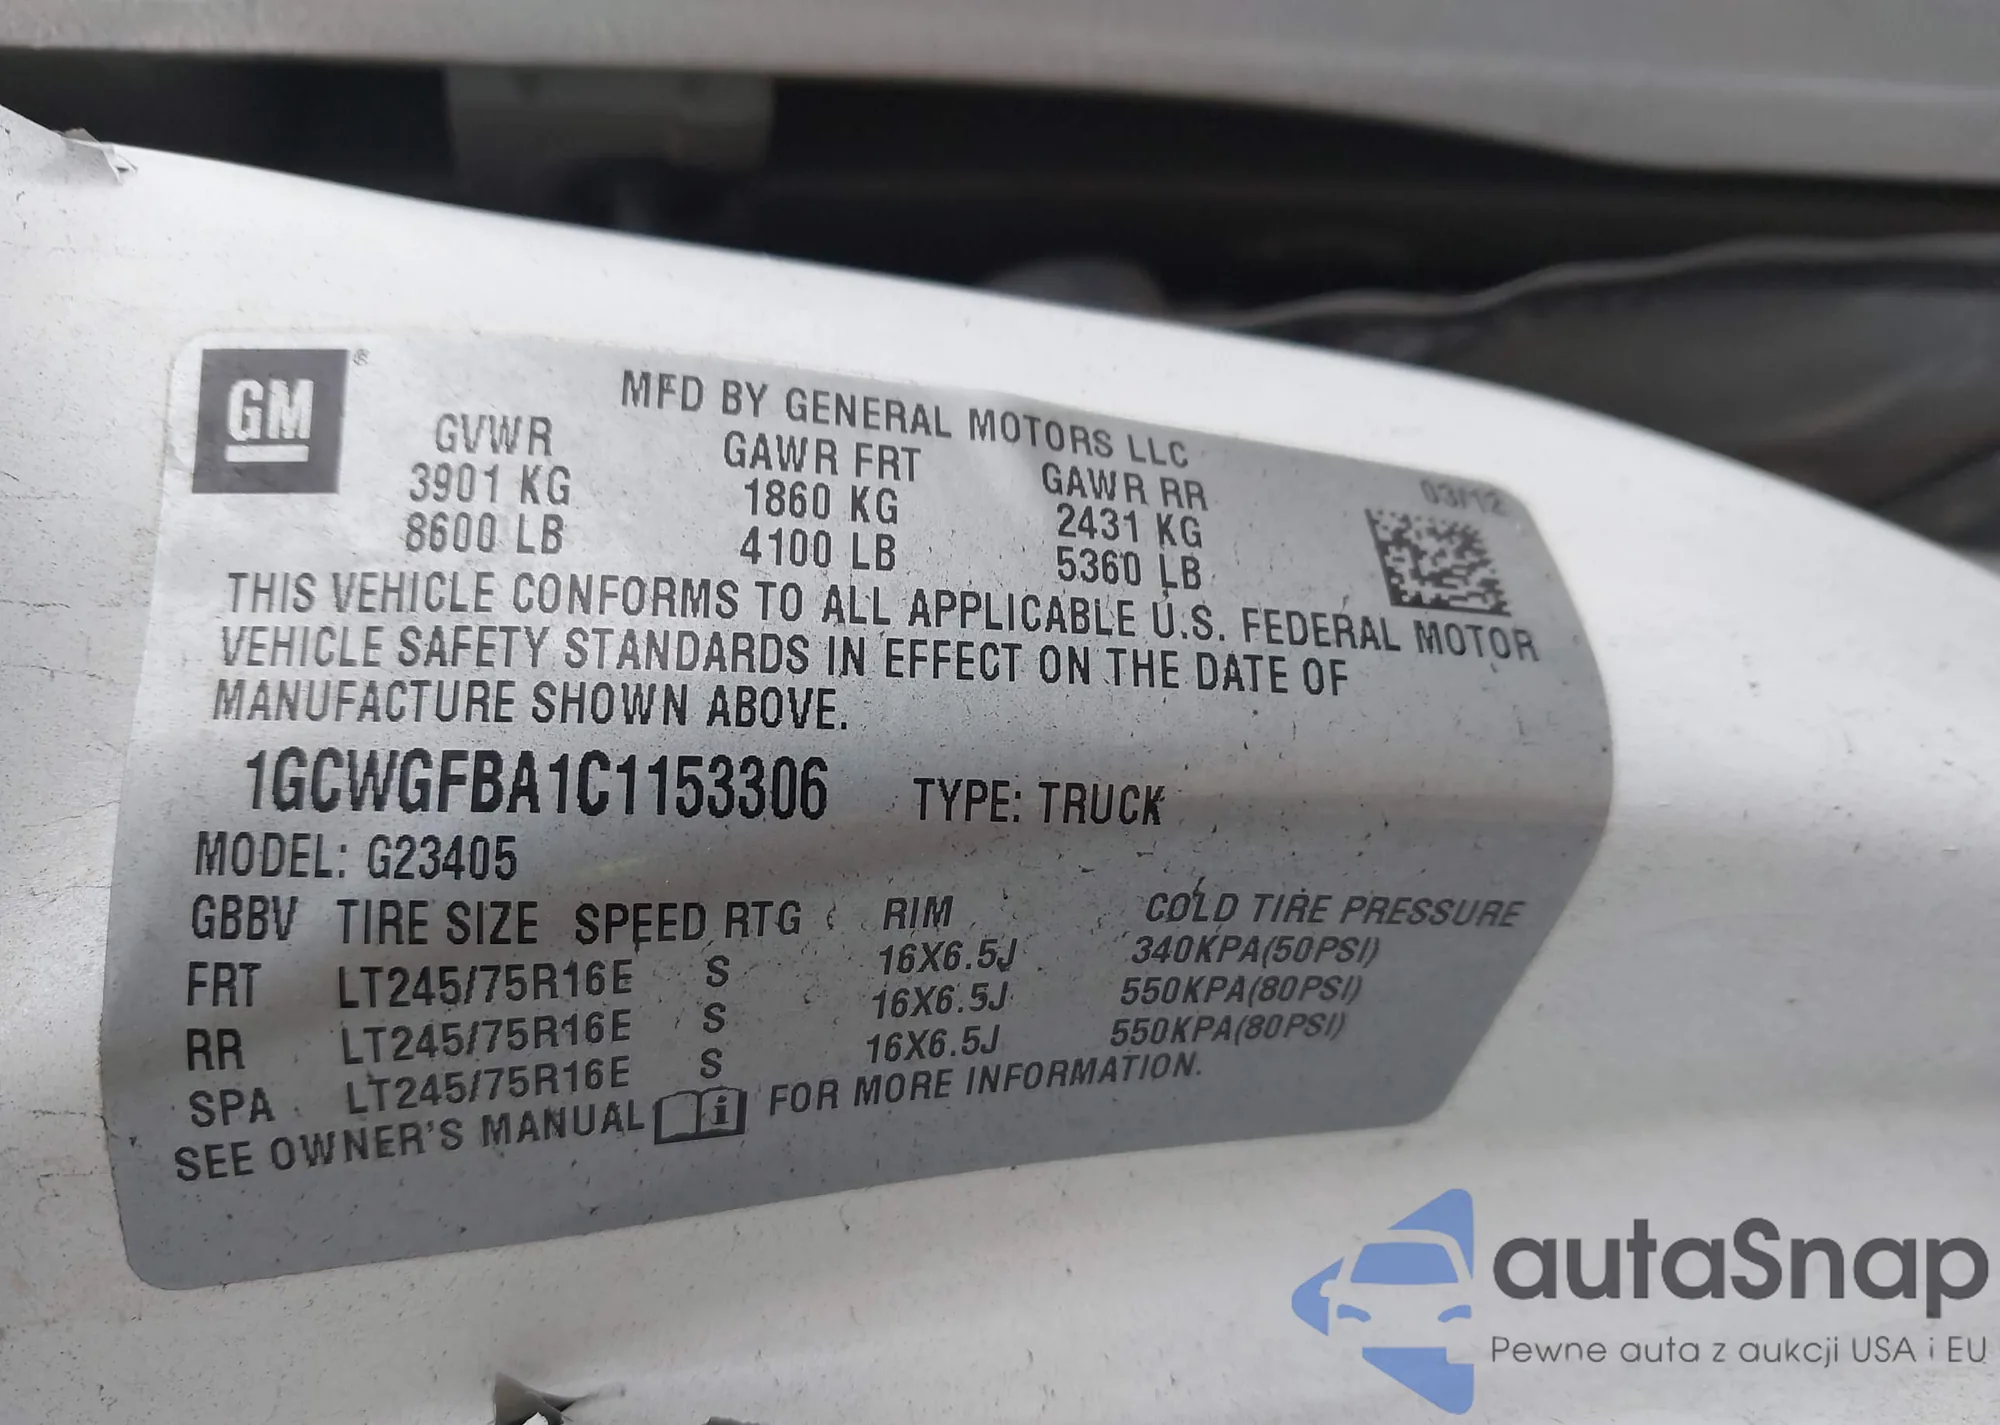 GM®
MFD BY GENERAL MOTORS LLC
GVWR GAWR FRT GAWR RR 03/12
3901 KG 1860 KG 2431 KG
8600 LB 4100 LB 5360 LB
THIS VEHICLE CONFORMS TO ALL APPLICABLE U.S. FEDERAL MOTOR
VEHICLE SAFETY STANDARDS IN EFFECT ON THE DATE OF
MANUFACTURE SHOWN ABOVE.
1GCWGFBA1C1153306 TYPE: TRUCK
MODEL: G23405
GBBV TIRE SIZE SPEED RTG RIM COLD TIRE PRESSURE
FRT LT245/75R16E S 16X6.5J 340KPA(50PSI)
RR LT245/75R16E S 16X6.5J 550KPA(80PSI)
SPA LT245/75R16E S 16X6.5J 550KPA(80PSI)
SEE OWNER'S MANUAL i FOR MORE INFORMATION.
autaSnap
Pewne auta z aukcji USA i EU